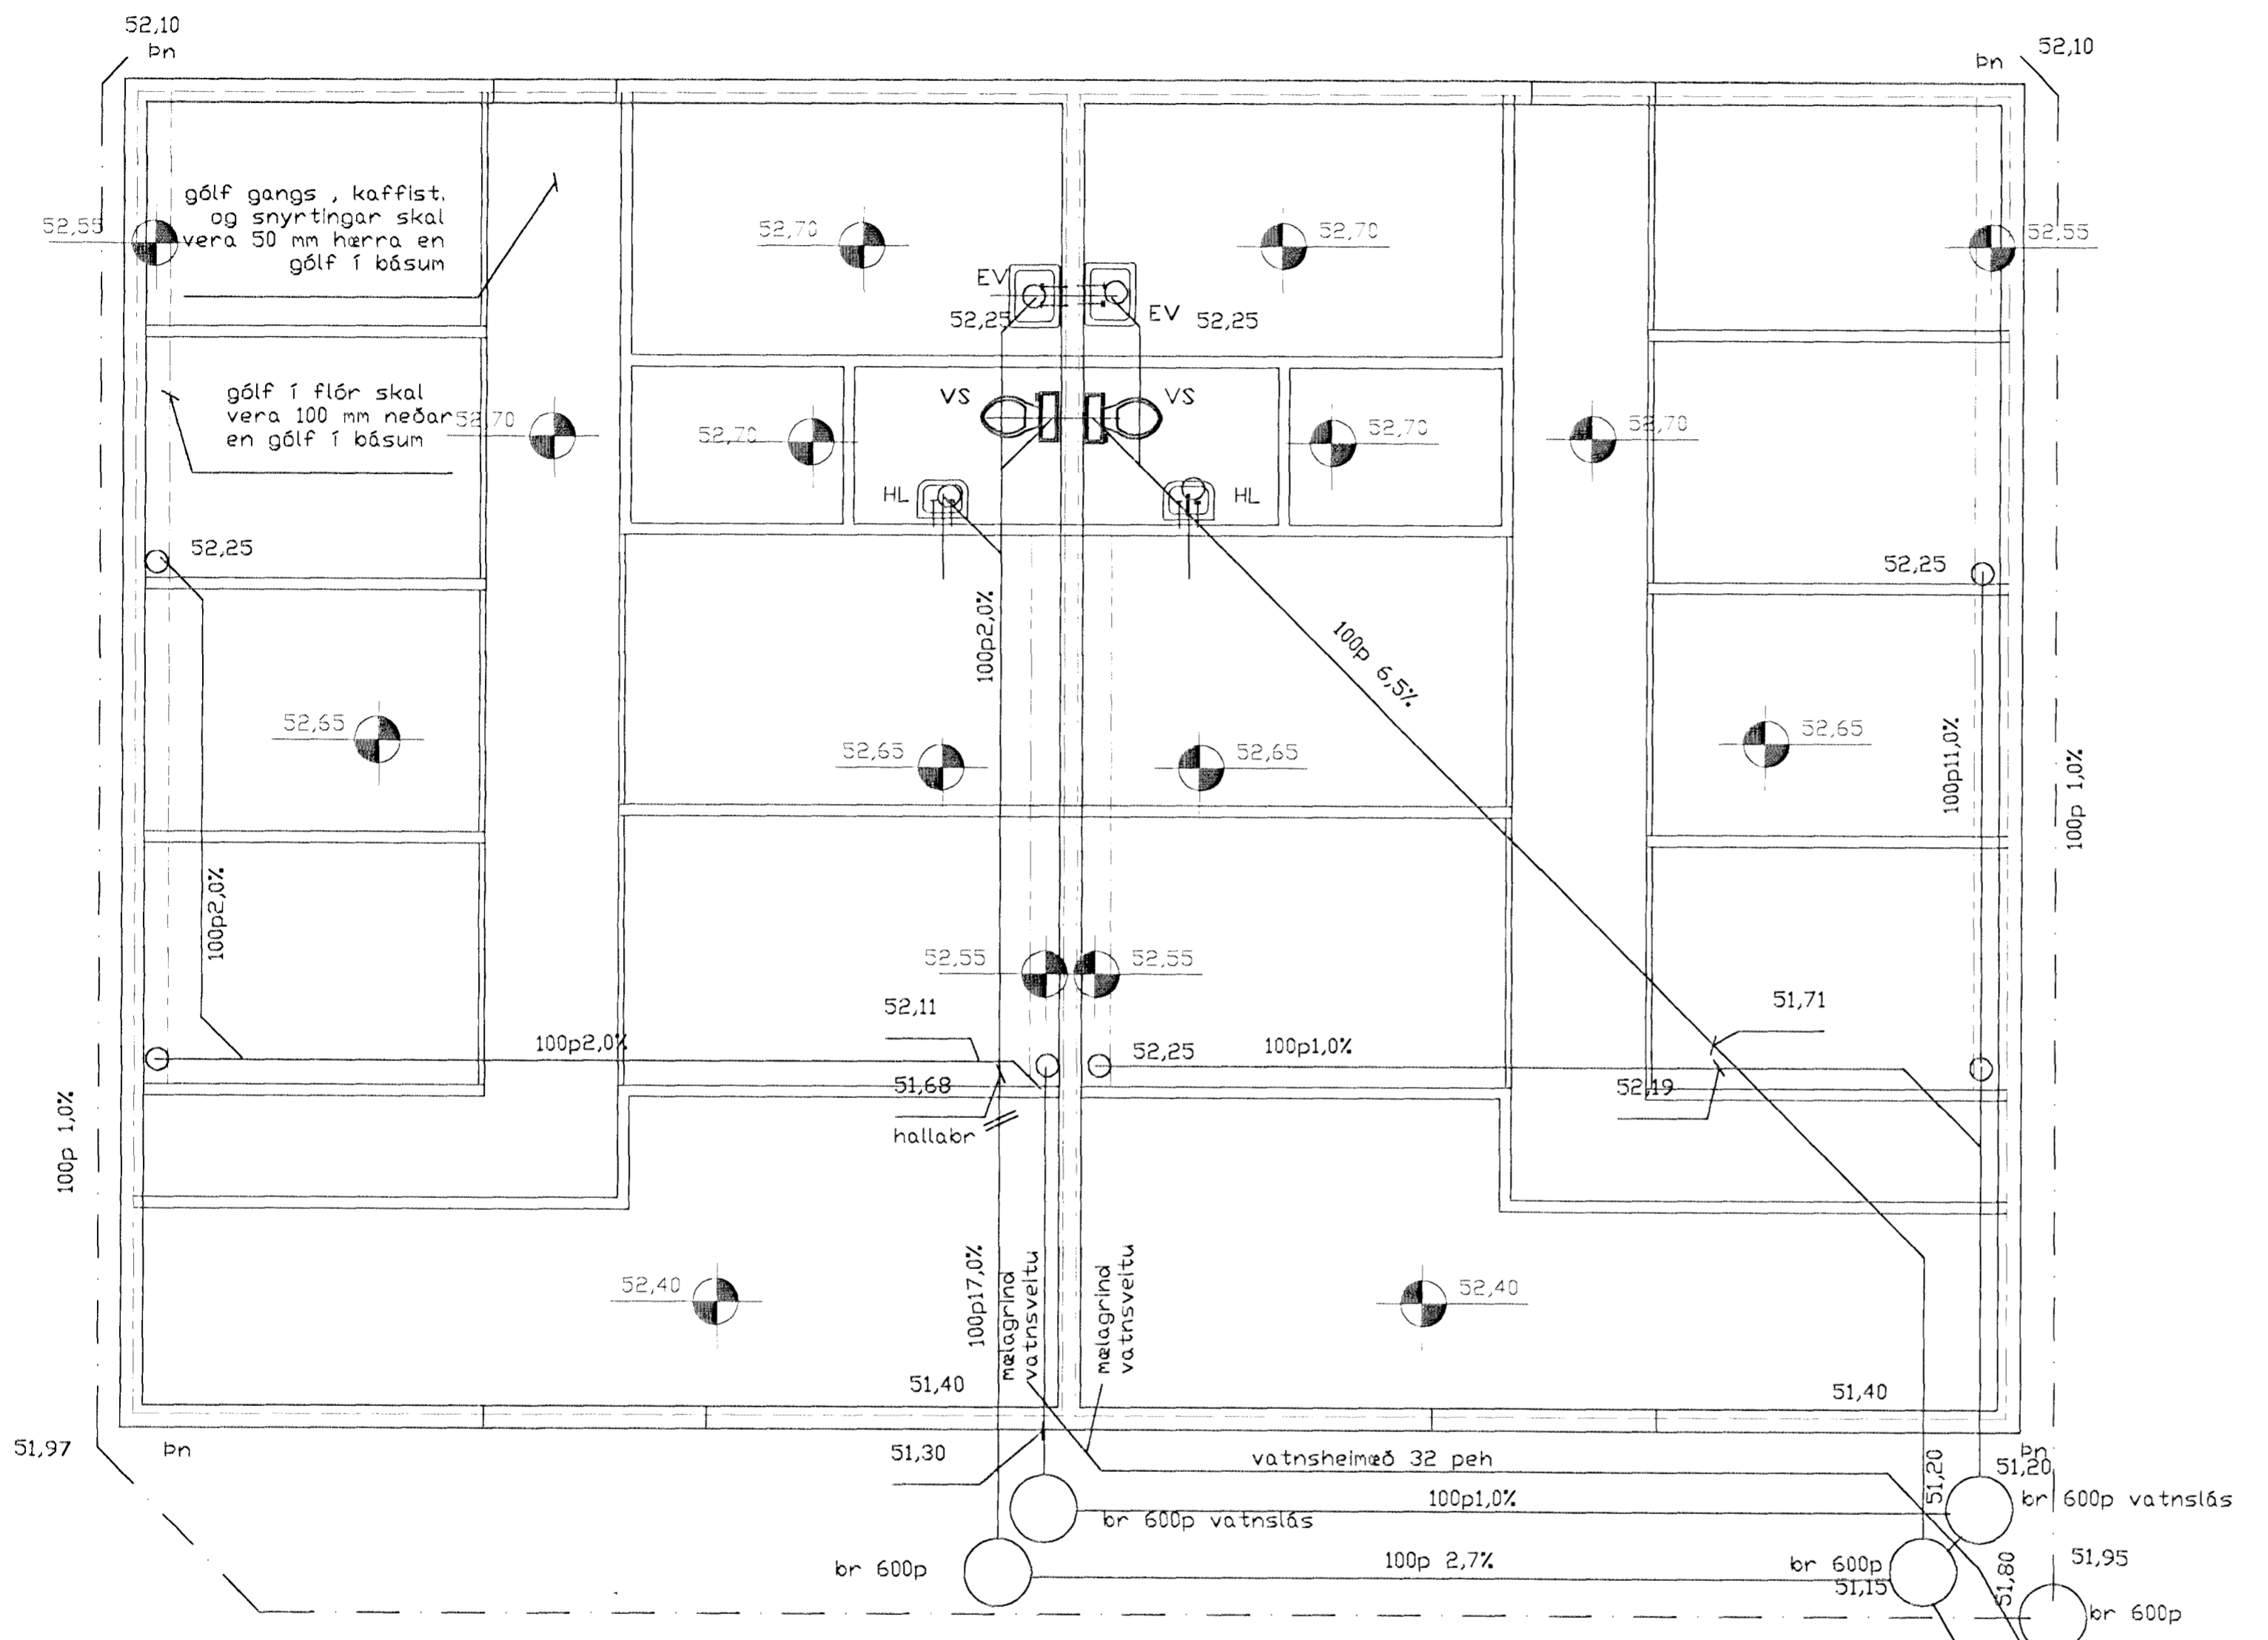 52,10
Þn
52,10
Þn
gólf gangs , kaffist.
og snyrtingar skal
vera 50 mm hærra en
gólf í básum
52,55
52,70
52,70
52,55
EV
52,25
EV
52,25
gólf í flór skal
vera 100 mm neðar
en gólf í básum
52,70
52,70
VS
VS
52,70
52,70
HL
HL
52,25
52,25
100p2,0%
100p 6,5%
52,65
52,65
52,65
52,65
100p11,0%
100p 1,0%
100p2,0%
52,55
52,55
52,11
51,71
100p2,0%
52,25
100p1,0%
51,68
52,19
hallabr
100p 1,0%
52,40
52,40
100p17,0%
mælagrind
vatnsveitu
mælagrind
vatnsveitu
51,40
51,40
51,97
Þn
51,30
vatnsheimæð 32 peh
Þn
51,20
51,20
100p1,0%
br 600p vatnslás
br 600p vatnslás
br 600p
100p 2,7%
br 600p
51,15
51,80
51,95
br 600p